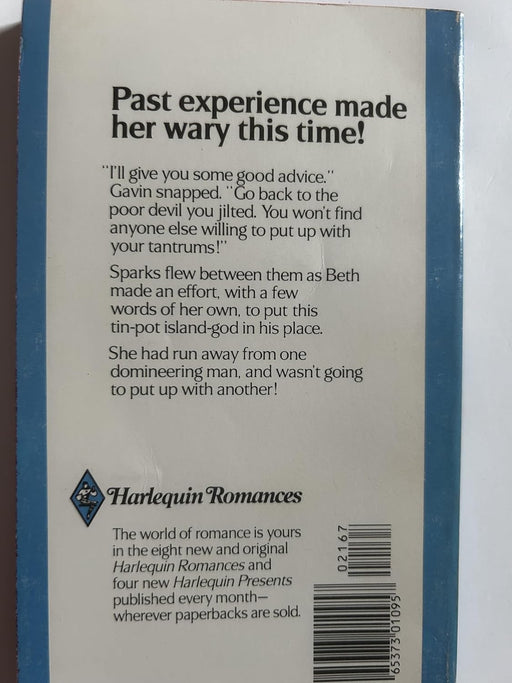 Past experience made
her wary this time!
"I'll give you some good advice."
Gavin snapped. "Go back to the
poor devil you jilted. You won't find
anyone else willing to put up with
your tantrums!"
Sparks flew between them as Beth
made an effort, with a few
words of her own, to put this
tin-pot island-god in his place.
She had run away from one
domineering man, and wasn't going
to put up with another!
Harlequin Romances
The world of romance is yours
in the eight new and original
Harlequin Romances and
four new Harlequin Presents
published every month—
wherever paperbacks are sold.
02167
65373 01095